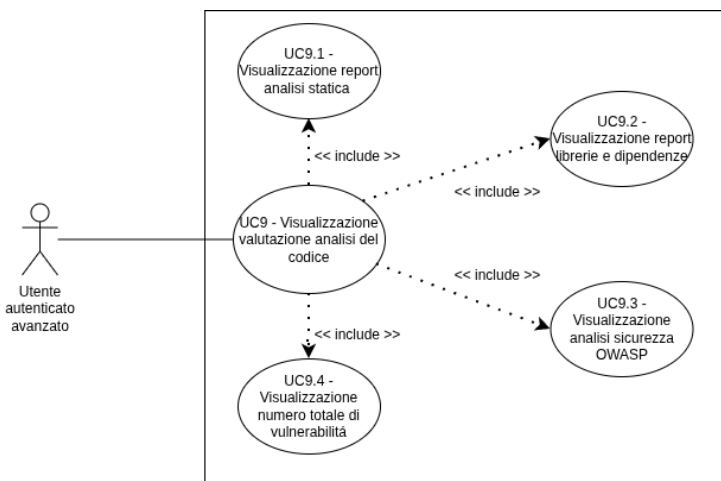 UC9.1 -
Visualizzazione report
analisi statica
UC9.2 -
Visualizzazione report
librerie e dipendenze
<< include >>
<< include >>
UC9 - Visualizzazione
valutazione analisi del
codice
Utente
autenticato
avanzato
<< include >>
<< include >>
UC9.3 -
Visualizzazione
analisi sicurezza
OWASP
UC9.4 -
Visualizzazione
numero totale di
vulnerabilitá